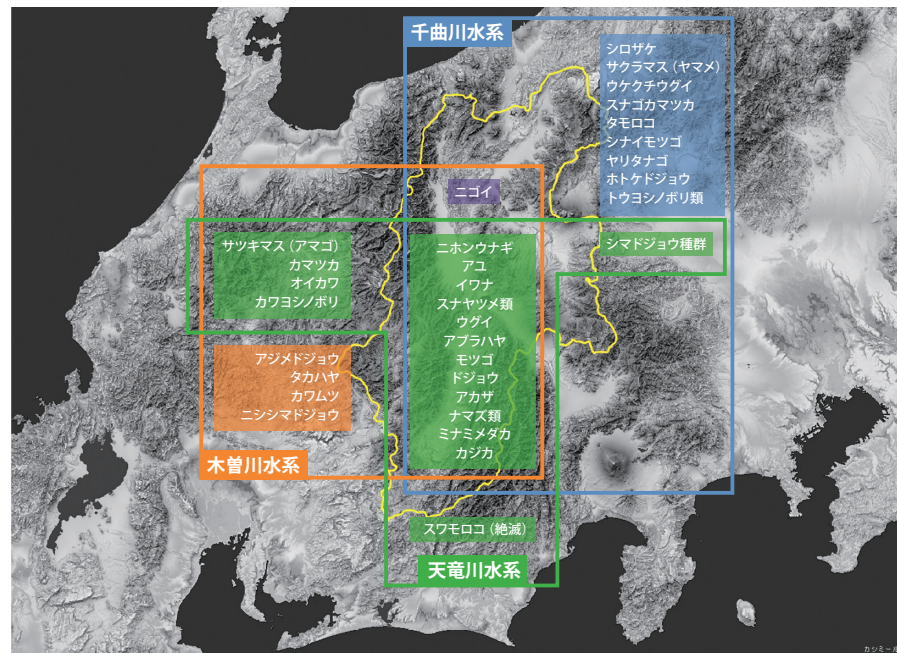 千曲川水系
シロザケ
サクラマス（ヤマメ）
ウケクチウグイ
スナゴカマツカ
タモロコ
シナイモツゴ
ヤリタナゴ
ホトケドジョウ
トウヨシノボリ類
ニゴイ
サツキマス（アマゴ）
カマツカ
オイカワ
カワヨシノボリ
ニホンウナギ
アユ
イワナ
スナヤツメ類
ウグイ
アブラハヤ
モツゴ
ドジョウ
アカザ
ナマズ類
ミナミメダカ
カジカ
シマドジョウ種群
アジメドジョウ
タカハヤ
カワムツ
ニシシマドジョウ
木曽川水系
スワモロコ（絶滅）
天竜川水系